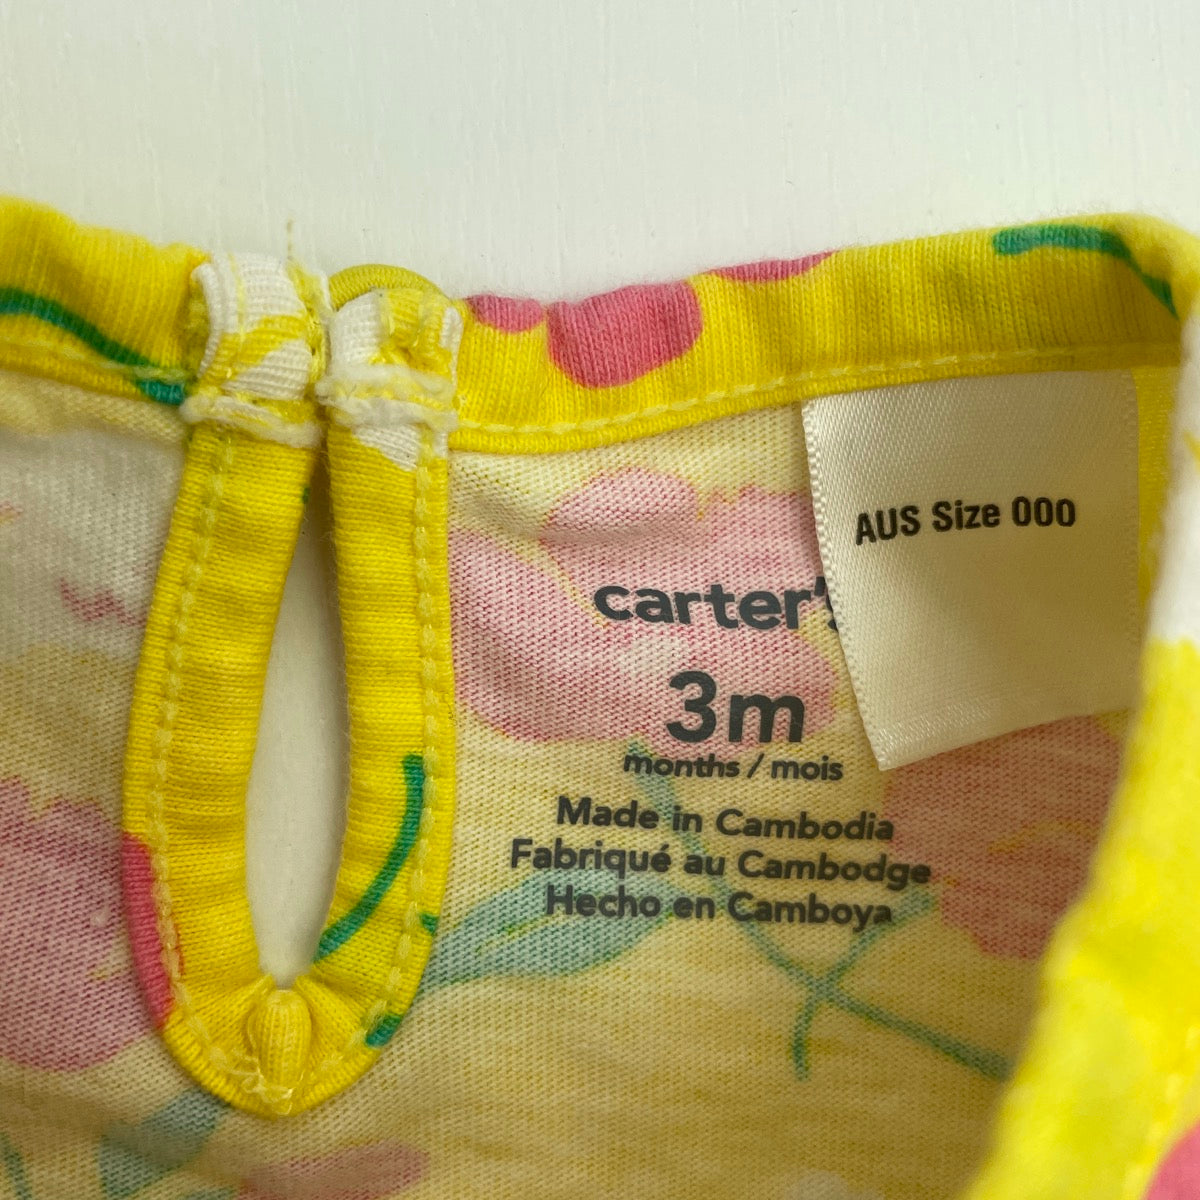 AUS Size 000
carter's
3m
months / mois
Made in Cambodia
Fabriqué au Cambodge
Hecho en Camboya